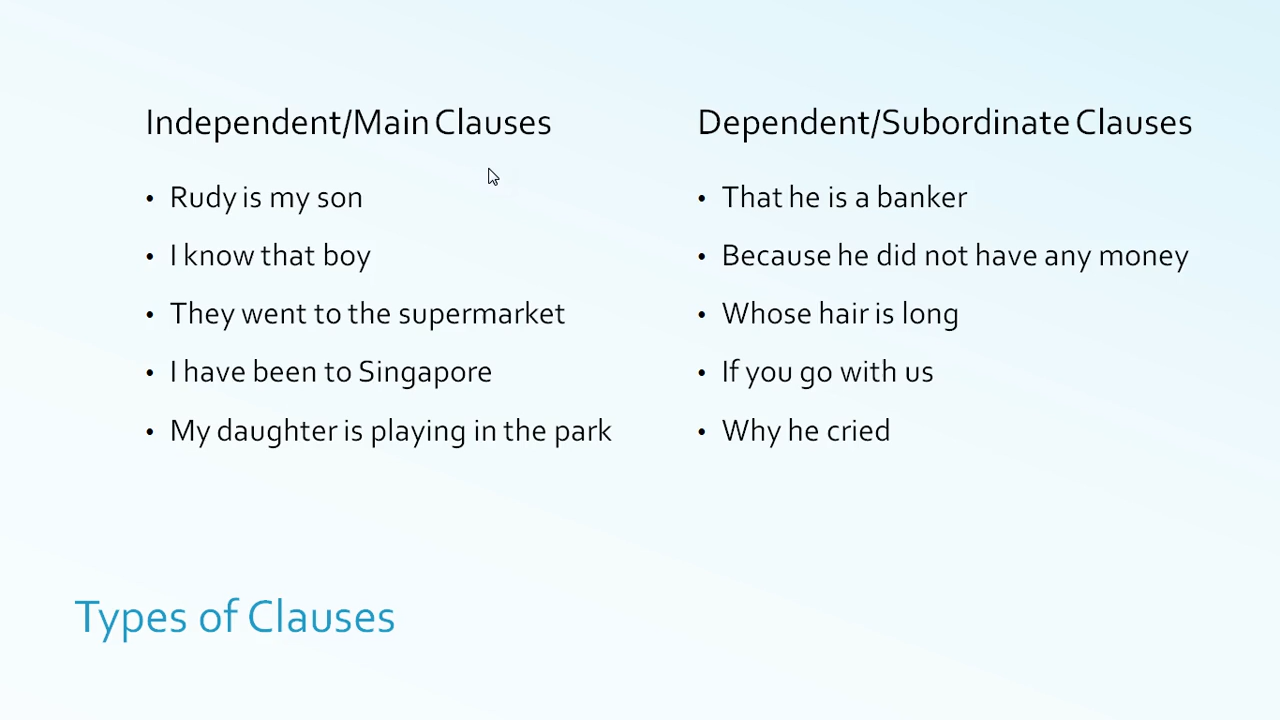 Independent/Main Clauses
• Rudy is my son
• I know that boy
• They went to the supermarket
• I have been to Singapore
• My daughter is playing in the park
Dependent/Subordinate Clauses
• That he is a banker
• Because he did not have any money
• Whose hair is long
• If you go with us
• Why he cried
Types of Clauses